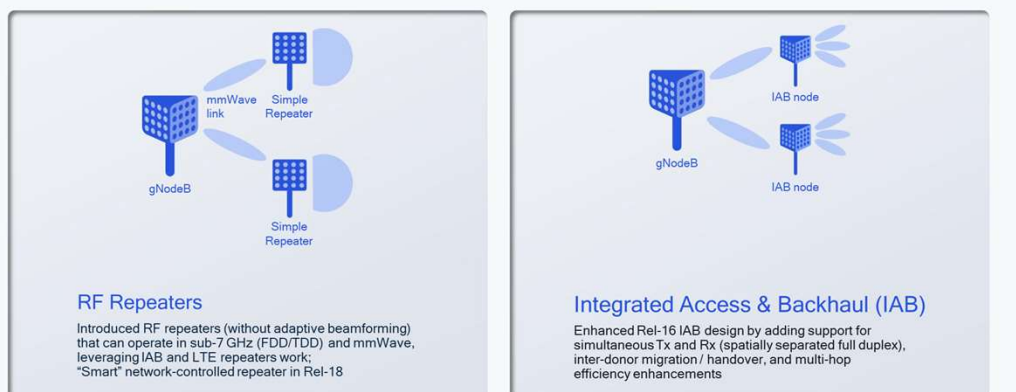 mmWave
link
Simple
Repeater
gNodeB
Simple
Repeater
RF Repeaters
Introduced RF repeaters (without adaptive beamforming)
that can operate in sub-7 GHz (FDD/TDD) and mmWave,
leveraging IAB and LTE repeaters work;
“Smart” network-controlled repeater in Rel-18
IAB node
gNodeB
IAB node
Integrated Access & Backhaul (IAB)
Enhanced Rel-16 IAB design by adding support for
simultaneous Tx and Rx (spatially separated full duplex),
inter-donor migration / handover, and multi-hop
efficiency enhancements